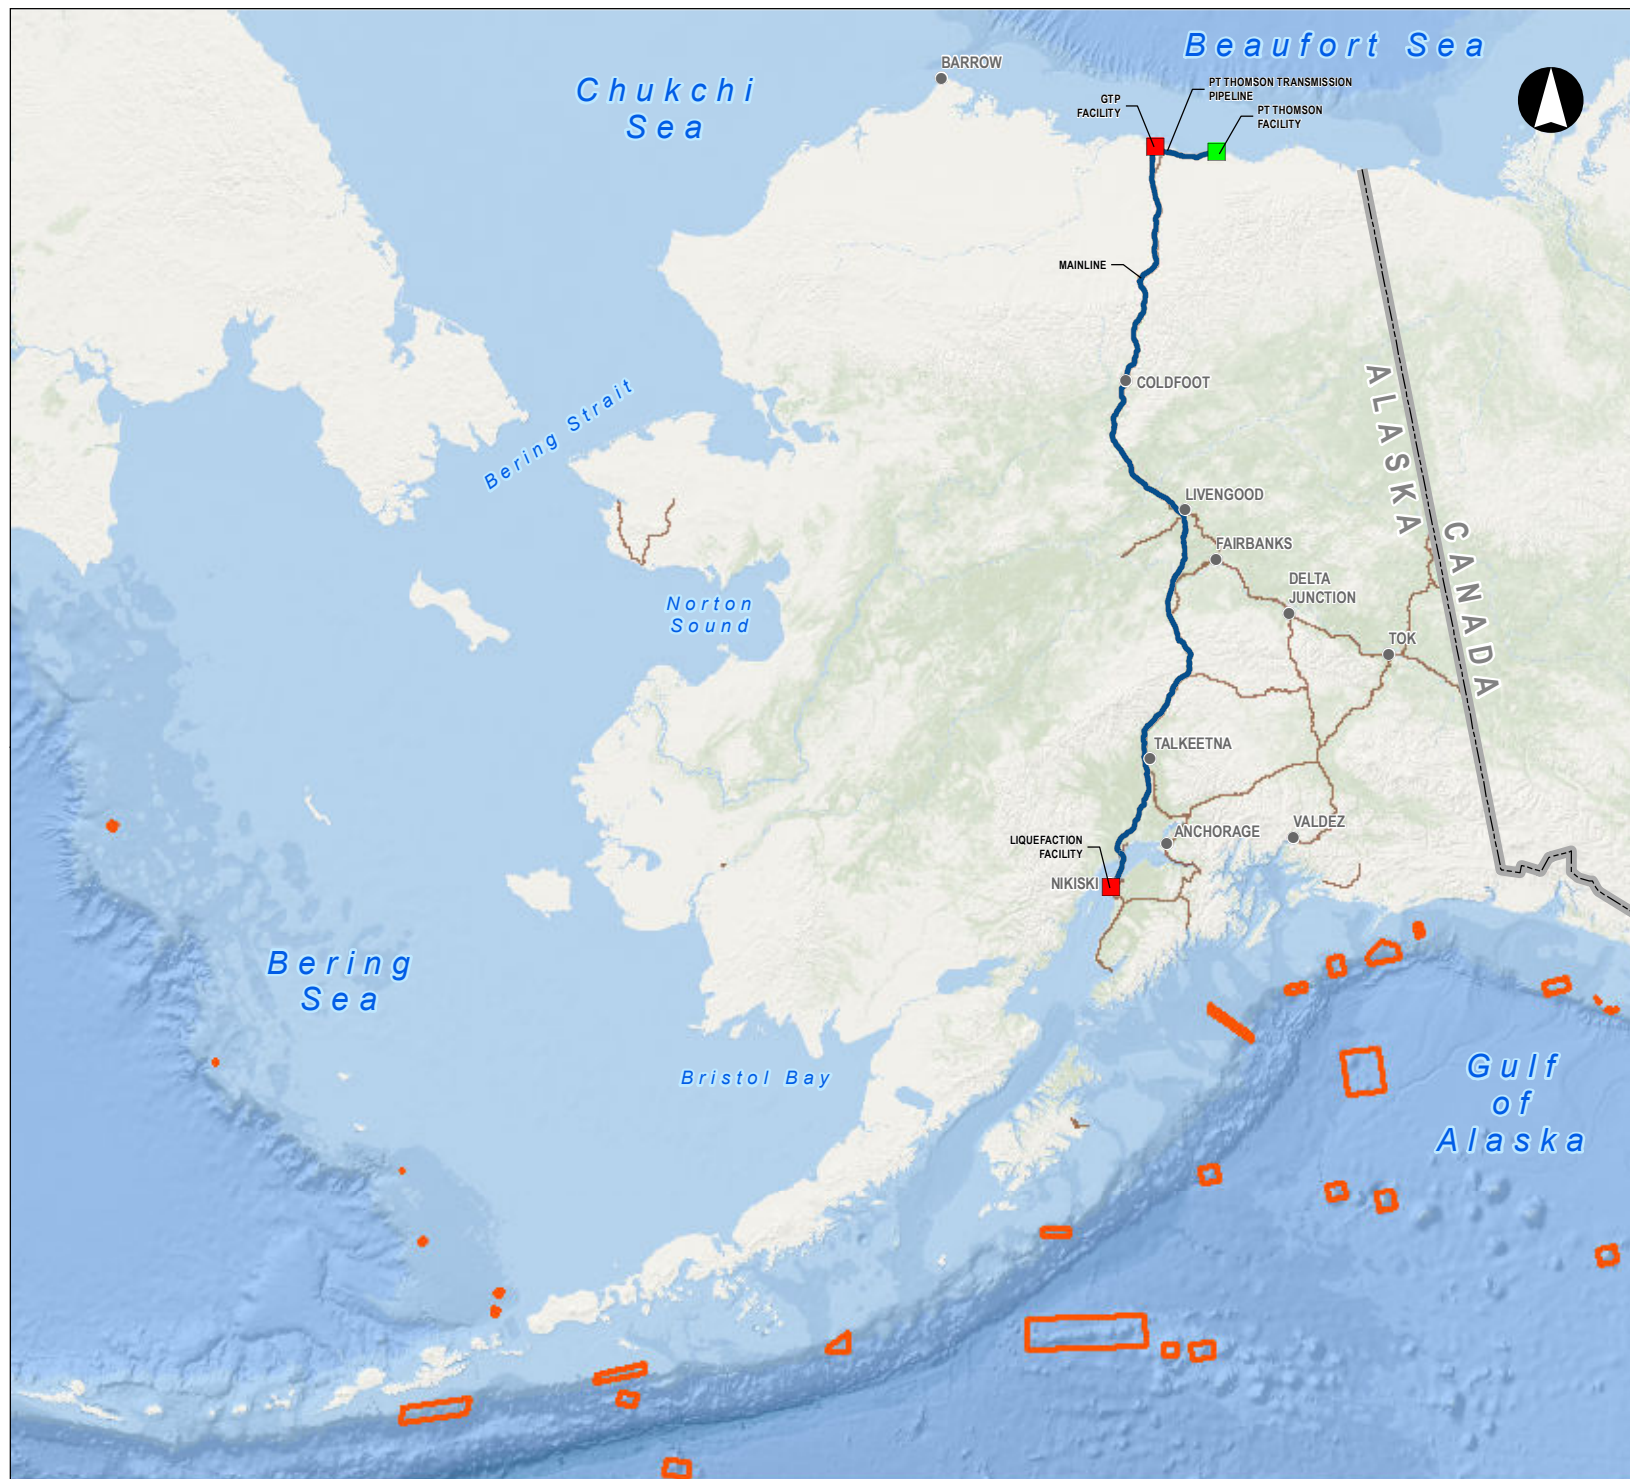 Beaufort Sea
BARROW
Chukchi
Sea
PT THOMSON TRANSMISSION
PIPELINE
GTP
FACILITY
PT THOMSON
FACILITY
MAINLINE
COLDFOOT
ALASKA
Bering Strait
LIVENGOOD
CANADA
FAIRBANKS
DELTA
JUNCTION
Norton
Sound
TOK
TALKEETNA
ANCHORAGE
VALDEZ
LIQUEFACTION
FACILITY
NIKISKI
Bering
Sea
Bristol Bay
Gulf
of
Alaska